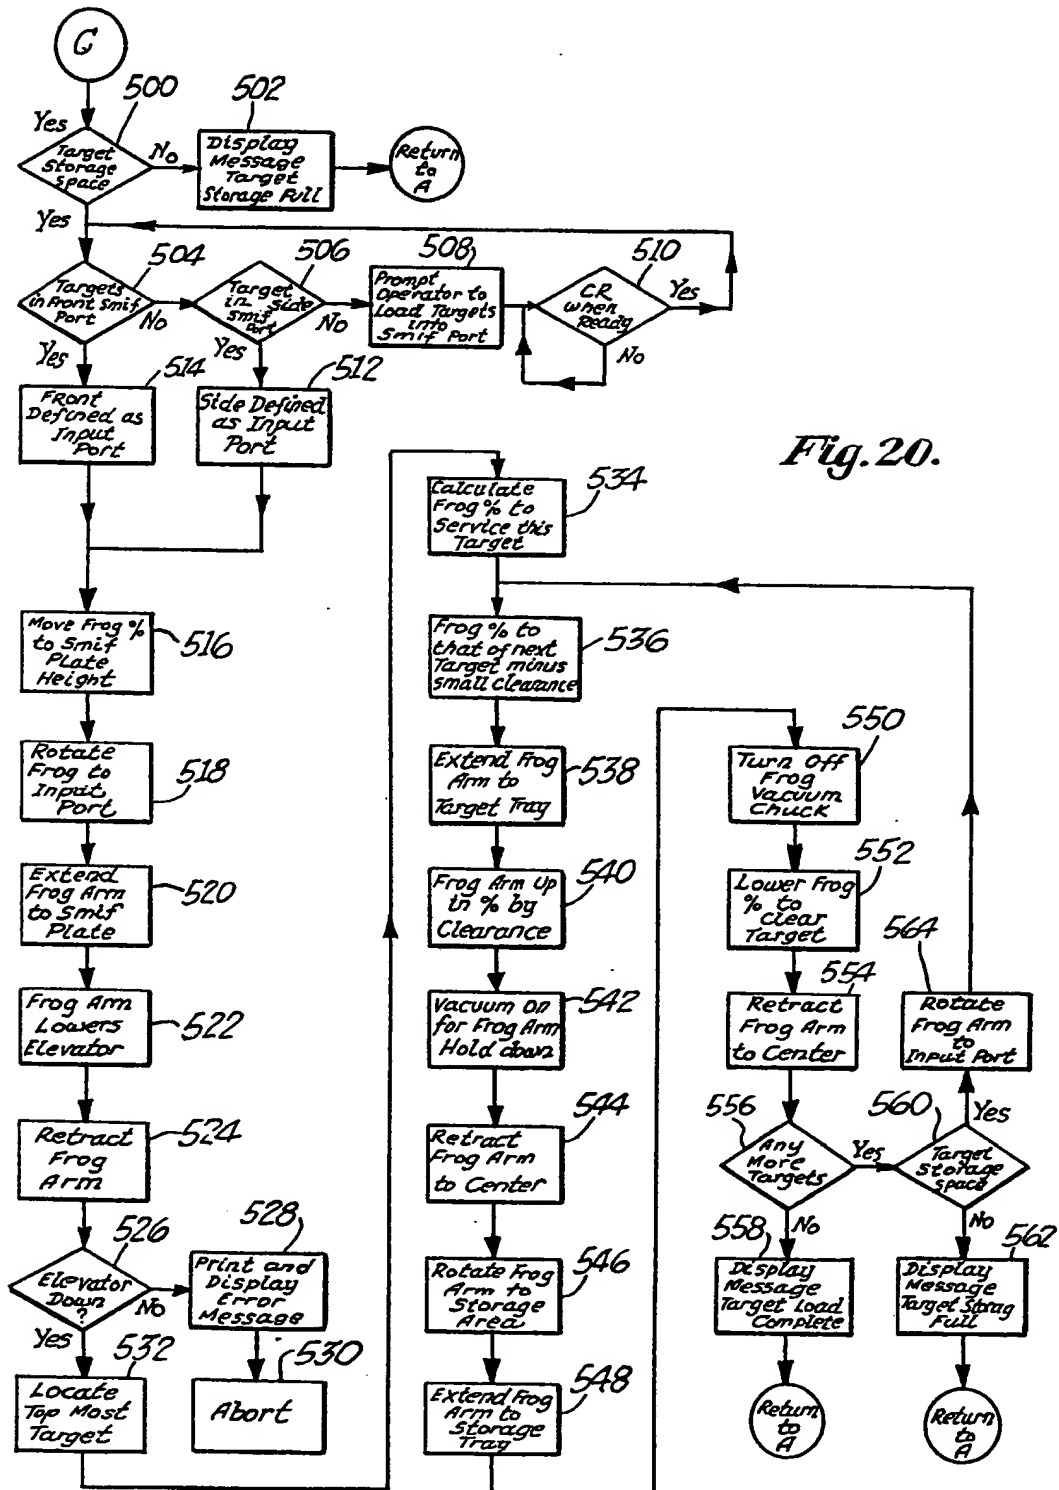 G
500
Yes
Target
Storage
Space
No
502
Display
Message
Target
Storage Full
Return
to
A
Yes
504
Targets
in Front Smif
Port
No
506
Target
in side
Smif
Port
No
508
Prompt
Operator to
Load Targets
into
Smif Port
510
CR
when
Ready
Yes
No
Yes
514
Front
Defined as
Input
Port
Yes
512
Side Defined
as Input
Port
Fig. 20.
Move Frog %
to Smif
Plate
Height
516
Rotate
Frog to
Input
Port
518
Extend
Frog Arm
to Smif
Plate
520
Frog Arm
Lowers
Elevator
522
Retract
Frog
Arm
524
526
Elevator
Down
?
No
528
Print and
Display
Error
Message
530
Abort
Yes
532
Locate
Top Most
Target
534
Calculate
Frog % to
Service this
Target
Frog % to
that of next
Target minus
small Clearance
536
Extend Frog
Arm to
Target Tray
538
Frog Arm Up
in % by
Clearance
540
Vacuum On
for Frog Arm
Hold down
542
544
Retract
Frog Arm
to Center
Rotate Frog
Arm to
Storage
Area
546
Extend Frog
Arm to
Storage
Tray
548
550
Turn Off
Frog
Vacuum
Chuck
552
Lower Frog
% to
Clear
Target
554
Retract
Frog Arm
to Center
556
Any
More
Targets
Yes
No
558
Display
Message
Target Load
Complete
Return
to
A
560
Target
Storage
space
Yes
564
Rotate
Frog Arm
to
Input Port
No
562
Display
Message
Target Storag
Full
Return
to
A